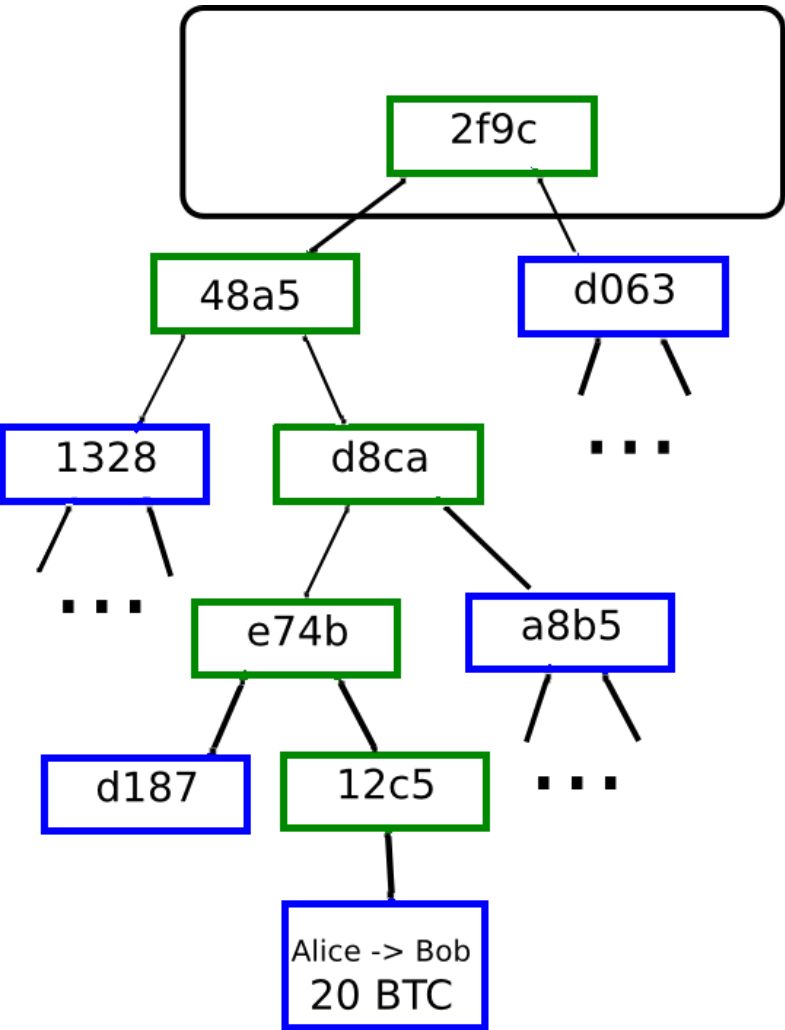 2f9c
48a5
d063
1328
d8ca
...
...
e74b
a8b5
d187
12c5
...
Alice -> Bob
20 BTC